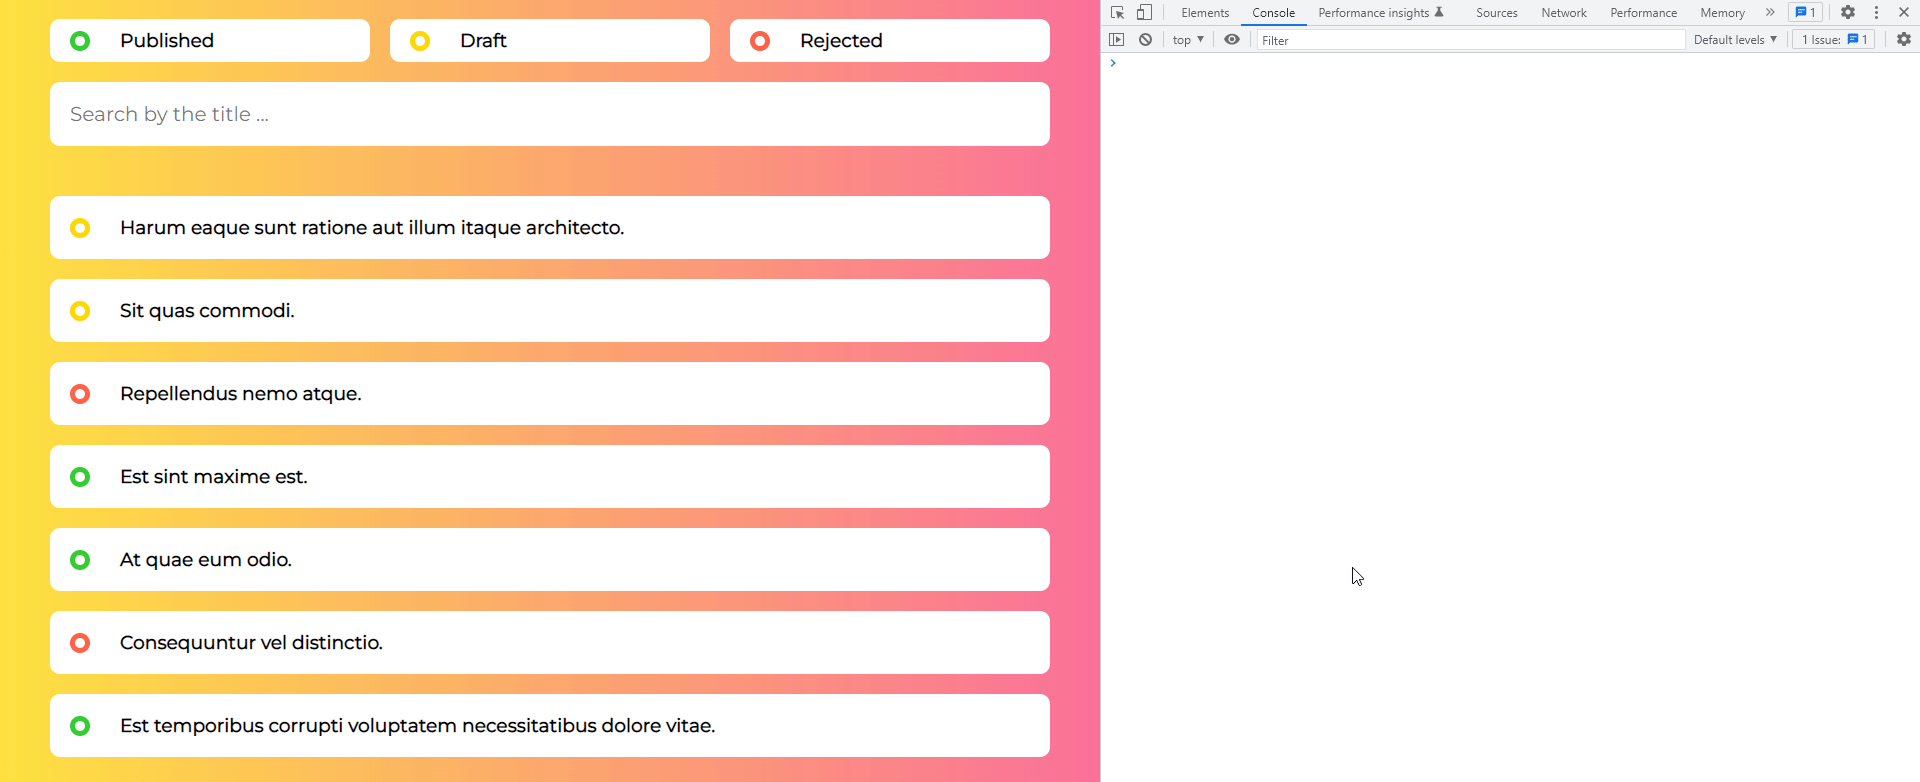 Published
Draft
Rejected
Search by the title ...
Harum eaque sunt ratione aut illum itaque architecto.
Sit quas commodi.
Repellendus nemo atque.
Est sint maxime est.
At quae eum odio.
Consequuntur vel distinctio.
Est temporibus corrupti voluptatem necessitatibus dolore vitae.
Elements Console Performance insights Sources Network Performance Memory » 1
top Filter Default levels 1 Issue: 1